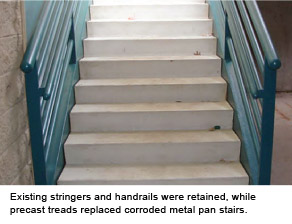 Existing stringers and handrails were retained, while
precast treads replaced corroded metal pan stairs.